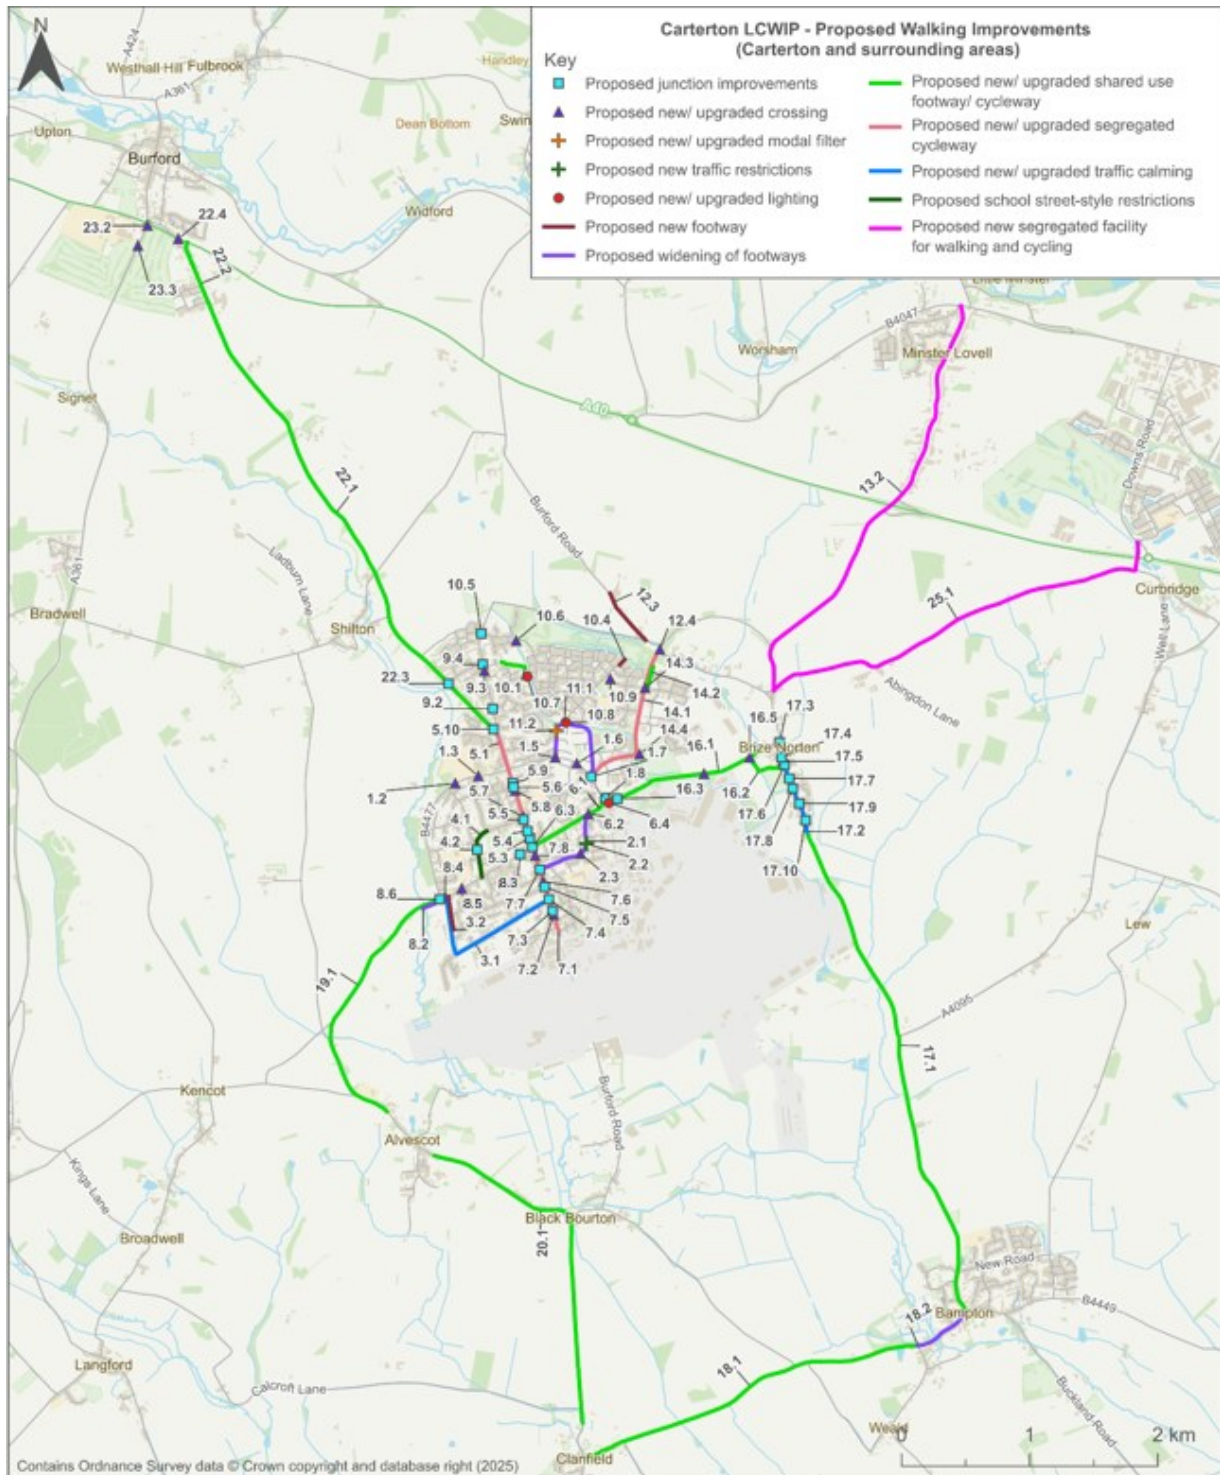 N
Carterton LCWIP - Proposed Walking Improvements
(Carterton and surrounding areas)
Key
Proposed junction improvements
Proposed new/ upgraded crossing
Proposed new/ upgraded modal filter
Proposed new traffic restrictions
Proposed new/ upgraded lighting
Proposed new footway
Proposed widening of footways
Proposed new/ upgraded shared use
footway/ cycleway
Proposed new/ upgraded segregated
cycleway
Proposed new/ upgraded traffic calming
Proposed school street-style restrictions
Proposed new segregated facility
for walking and cycling
A424
Westhall Hill
Fulbrook
Handley
A361
Dean Bottom
Swin
Upton
Burford
Widford
23.2
22.4
22.2
23.3
Little Minster
B4047
Minster Lovell
Worsham
Signet
A40
Downs Road
13.2
22.1
Burford Road
Ladburn Lane
A361
Bradwell
Shilton
Curbridge
Well Lane
25.1
Abingdon Lane
10.5
10.6
10.4
12.3
12.4
9.4
14.3
22.3
9.3
10.1
11.1
10.9
14.2
9.2
10.7
10.8
14.1
17.3
5.10
11.2
14.4
16.5
17.4
1.3
5.1
1.5
1.6
1.7
16.1
Brize Norton
17.5
5.9
1.8
17.7
1.2
5.7
5.6
6.1
16.3
16.2
B4477
5.5
5.8
6.3
6.2
17.6
17.9
4.1
5.4
6.4
17.8
17.2
4.2
5.3
7.8
2.1
8.4
2.2
17.10
8.3
2.3
8.6
8.5
7.7
7.6
8.2
3.2
7.5
7.3
7.4
3.1
7.2
7.1
19.1
Lew
A4095
17.1
Kencot
Burford Road
Alvescot
Kings Lane
Black Bourton
20.1
Broadwell
New Road
Bampton
B4449
18.2
Langford
Calcroft Lane
18.1
Buckland Road
Weald
0
1
2 km
Clanfield
Contains Ordnance Survey data © Crown copyright and database right (2025)